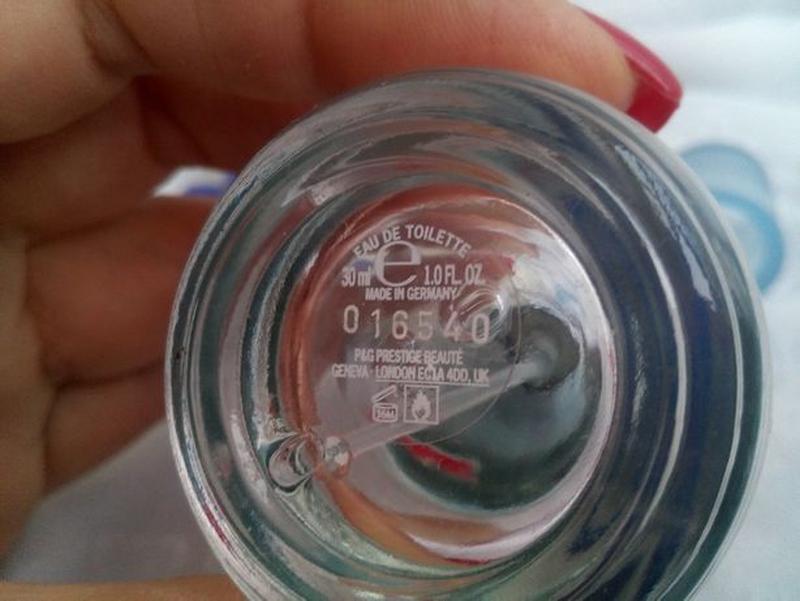 EAU DE TOILETTE
30 ml e 1.0 FL. OZ.
MADE IN GERMANY
016540
P&G PRESTIGE BEAUTÉ
GENEVA - LONDON EC1A 4DD, UK